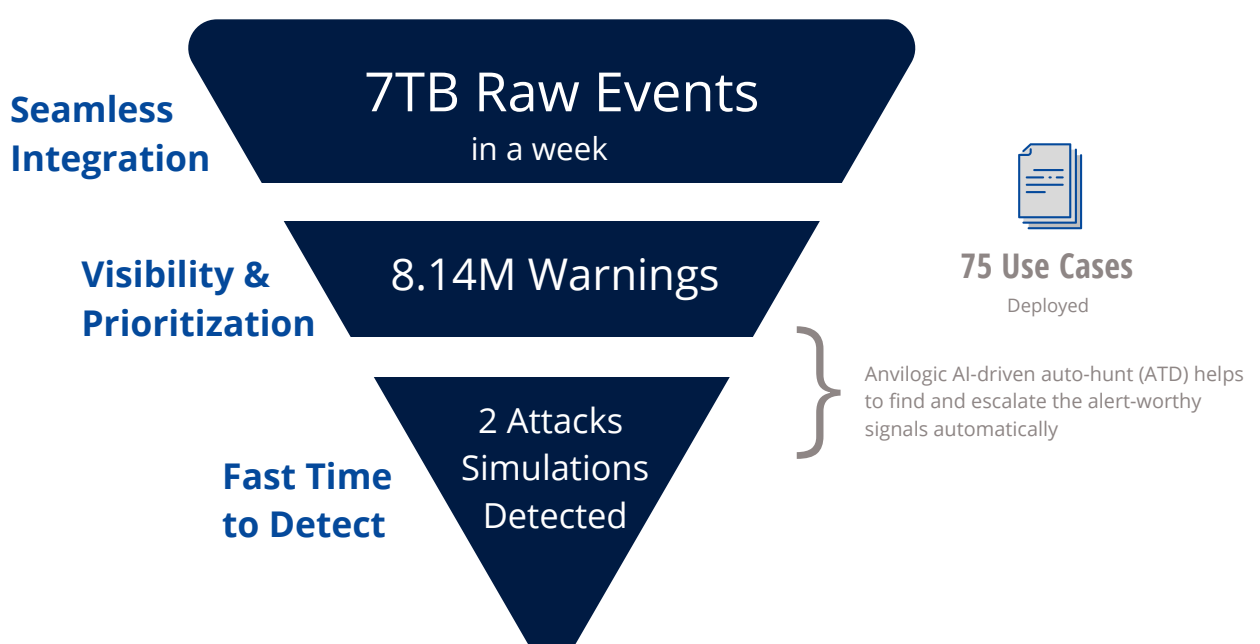 7TB Raw Events
in a week
Seamless
Integration
8.14M Warnings
Visibility &
Prioritization
75 Use Cases
Deployed
Anvilogic AI-driven auto-hunt (ATD) helps
to find and escalate the alert-worthy
signals automatically
2 Attacks
Simulations
Detected
Fast Time
to Detect